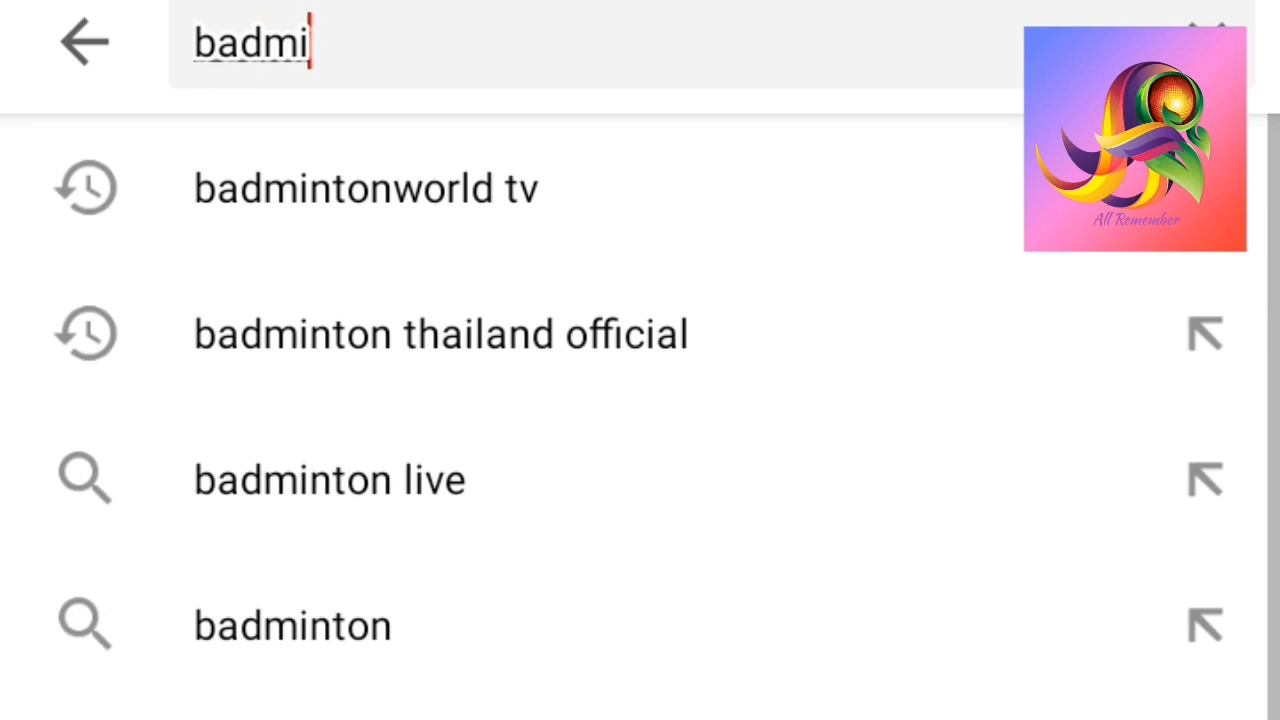 badmi
badmintonworld tv
All Remember
badminton thailand official
badminton live
badminton